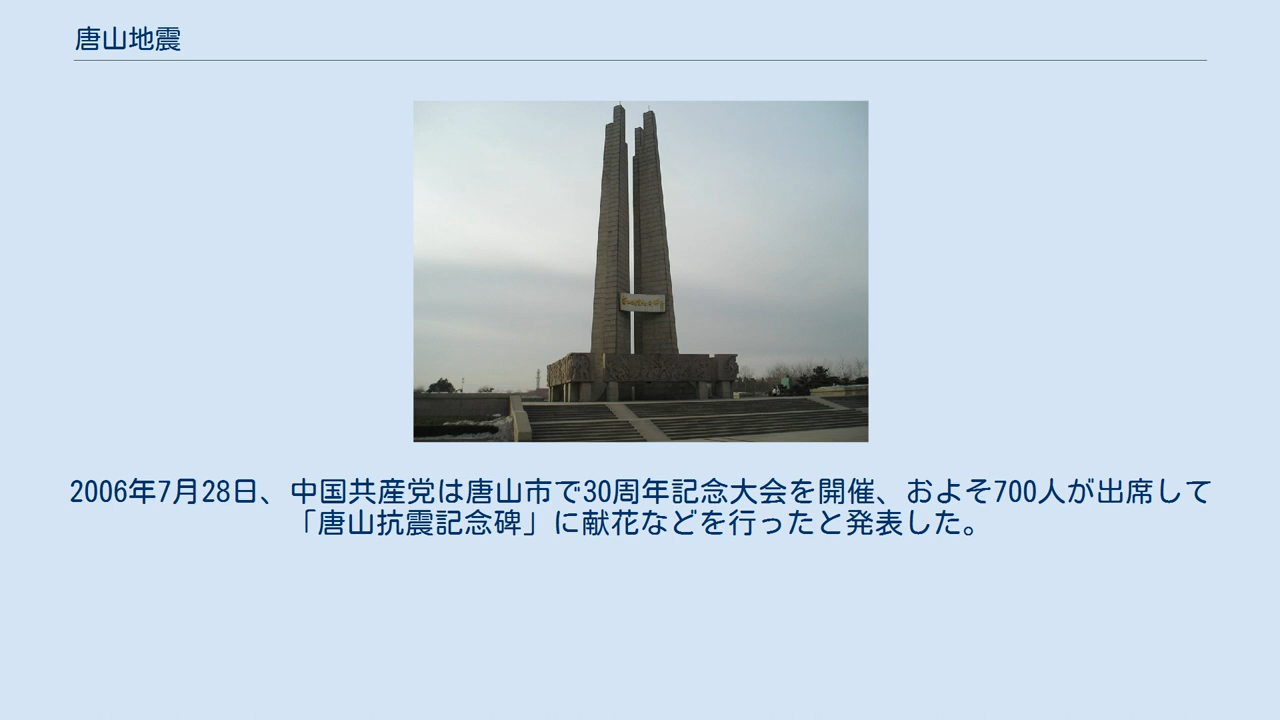 唐山地震
2006年7月28日、中国共産党は唐山市で30周年記念大会を開催、およそ700人が出席して
「唐山抗震記念碑」に献花などを行ったと発表した。